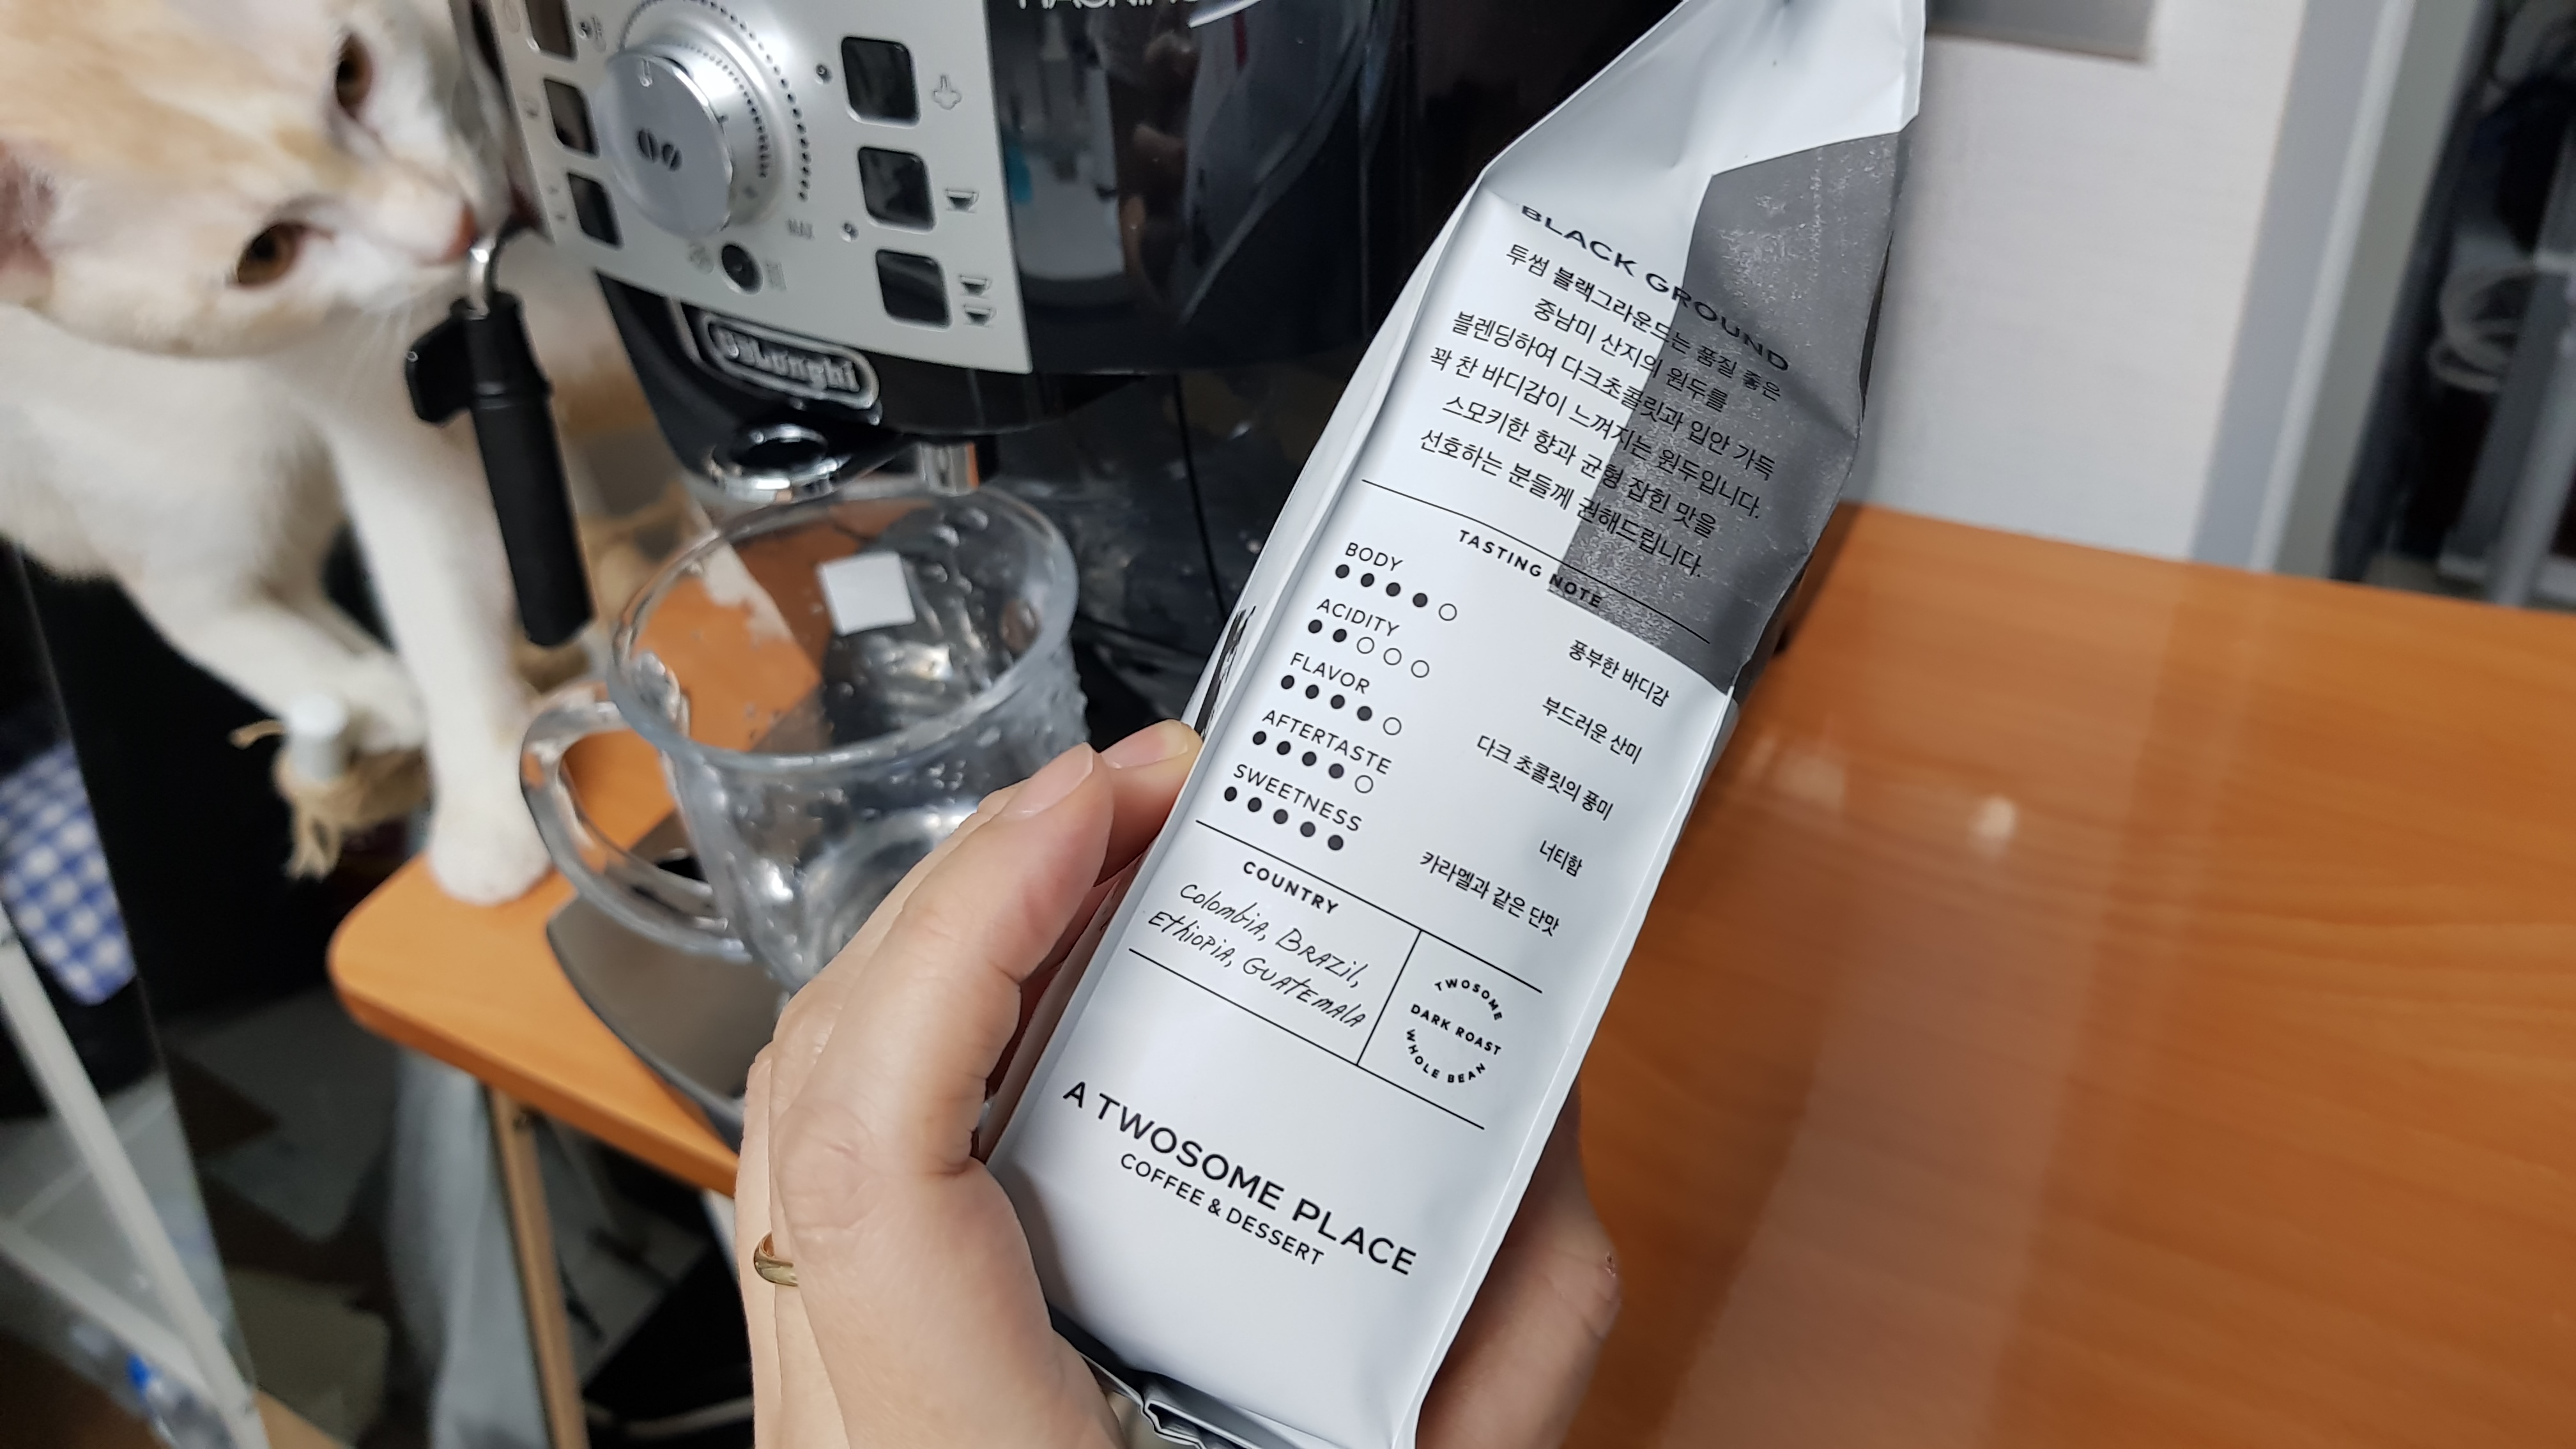 DeLonghi
MAX
BLACK GROUND
투썸 블랙그라운드는 품질 좋은
중남미 산지의 원두를
블렌딩하여 다크초콜릿과 입안 가득
꽉 찬 바디감이 느껴지는 원두입니다.
스모키한 향과 균형 잡힌 맛을
선호하는 분들께 권해드립니다.
TASTING NOTE
BODY
풍부한 바디감
ACIDITY
부드러운 산미
FLAVOR
다크 초콜릿의 풍미
AFTERTASTE
너티함
SWEETNESS
카라멜과 같은 단맛
COUNTRY
Colombia, Brazil,
Ethiopia, Guatemala
TWOSOME
DARK ROAST
WHOLE BEAN
A TWOSOME PLACE
COFFEE & DESSERT